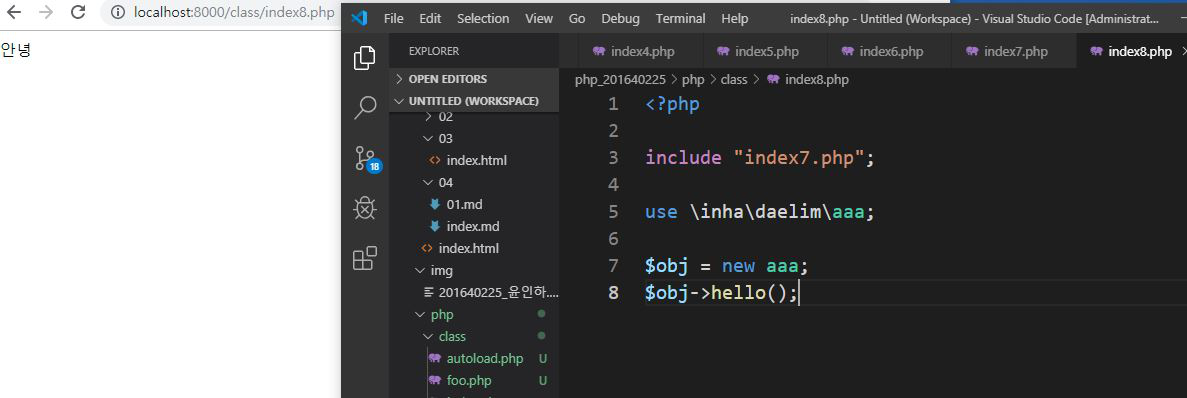 localhost:8000/class/index8.php
안녕
File Edit Selection View Go Debug Terminal Help
index8.php - Untitled (Workspace) - Visual Studio Code [Administrat...
EXPLORER
OPEN EDITORS
UNTITLED (WORKSPACE)
02
03
index.html
04
01.md
index.md
index.html
img
201640225_윤인하....
php
class
autoload.php U
foo.php U
18
index4.php index5.php index6.php index7.php index8.php
php_201640225 > php > class > index8.php
1 <?php
2
3 include "index7.php";
4
5 use \inha\daelim\aaa;
6
7 $obj = new aaa;
8 $obj->hello();